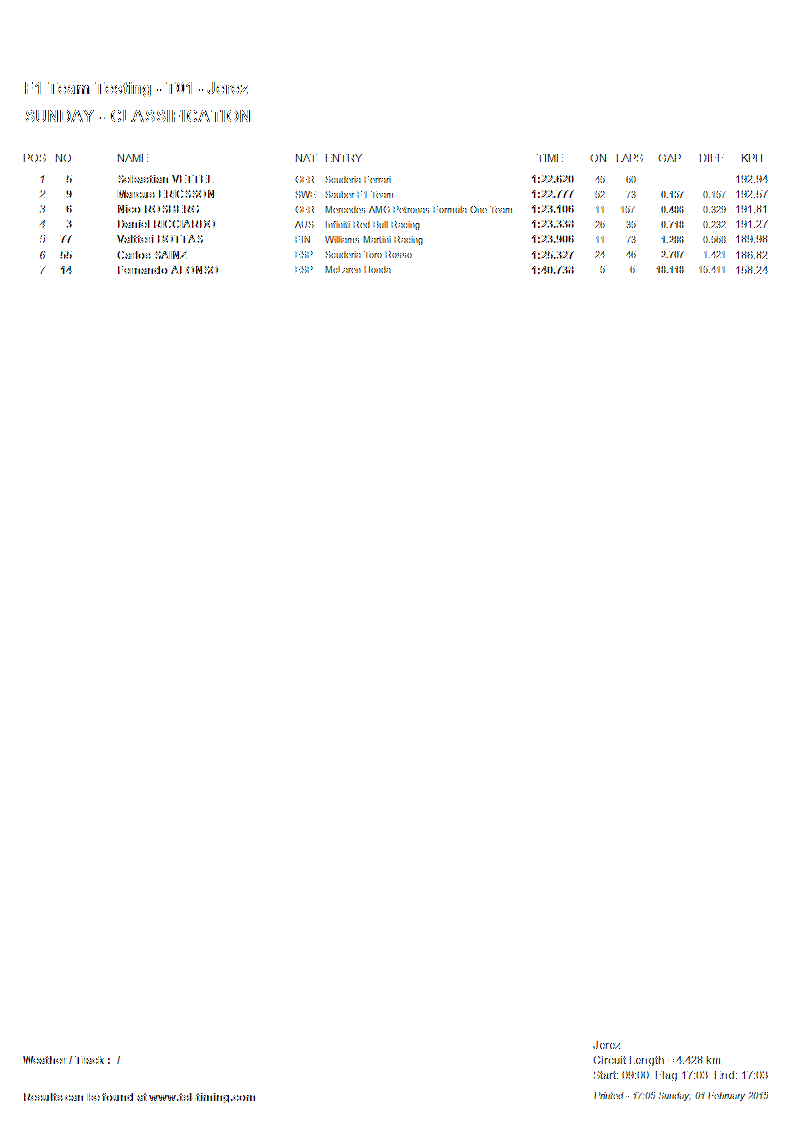 F1 Team Testing - T01 - Jerez
SUNDAY - CLASSIFICATION
POS NO NAME NAT ENTRY TIME ON LAPS GAP DIFF KPH
1 5 Sebastian VETTEL GER Scuderia Ferrari 1:22.620 45 60 192.94
2 9 Marcus ERICSSON SWE Sauber F1 Team 1:22.777 62 73 0.157 0.157 192.57
3 6 Nico ROSBERG GER Mercedes AMG Petronas Formula One Team 1:23.106 11 157 0.486 0.329 191.81
4 3 Daniel RICCIARDO AUS Infiniti Red Bull Racing 1:23.338 26 35 0.718 0.232 191.27
5 77 Valtteri BOTTAS FIN Williams Martini Racing 1:23.906 11 73 1.286 0.568 189.98
6 55 Carlos SAINZ ESP Scuderia Toro Rosso 1:25.327 24 46 2.707 1.421 186.82
7 14 Fernando ALONSO ESP McLaren Honda 1:40.738 5 6 18.118 15.411 158.24
Jerez
Weather / Track : /
Circuit Length = 4.428 km
Start: 09:00 Flag 17:03 End: 17:03
Results can be found at www.tsl-timing.com
Printed - 17:05 Sunday, 01 February 2015